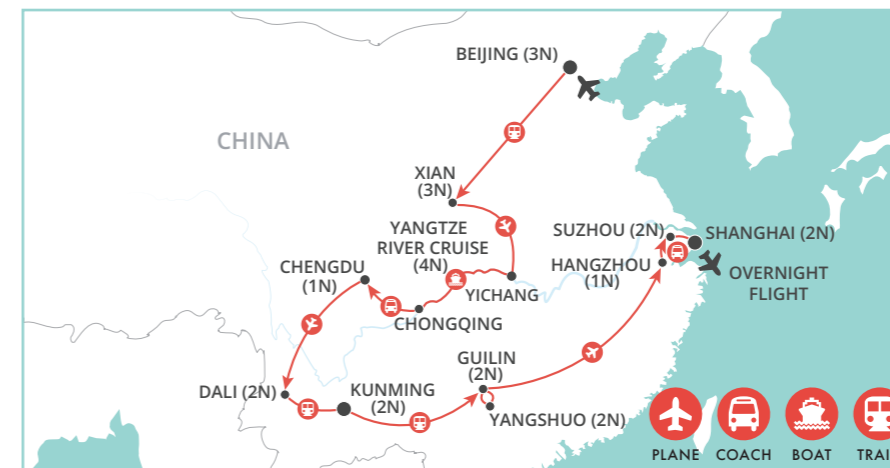 BEIJING (3N)
CHINA
XIAN
(3N)
YANGTZE
RIVER CRUISE
(4N)
SUZHOU (2N)
SHANGHAI (2N)
HANGZHOU
(1N)
OVERNIGHT
FLIGHT
CHENGDU
(1N)
YICHANG
CHONGQING
GUILIN
(2N)
DALI (2N)
KUNMING
(2N)
YANGSHUO (2N)
PLANE COACH BOAT TRAI